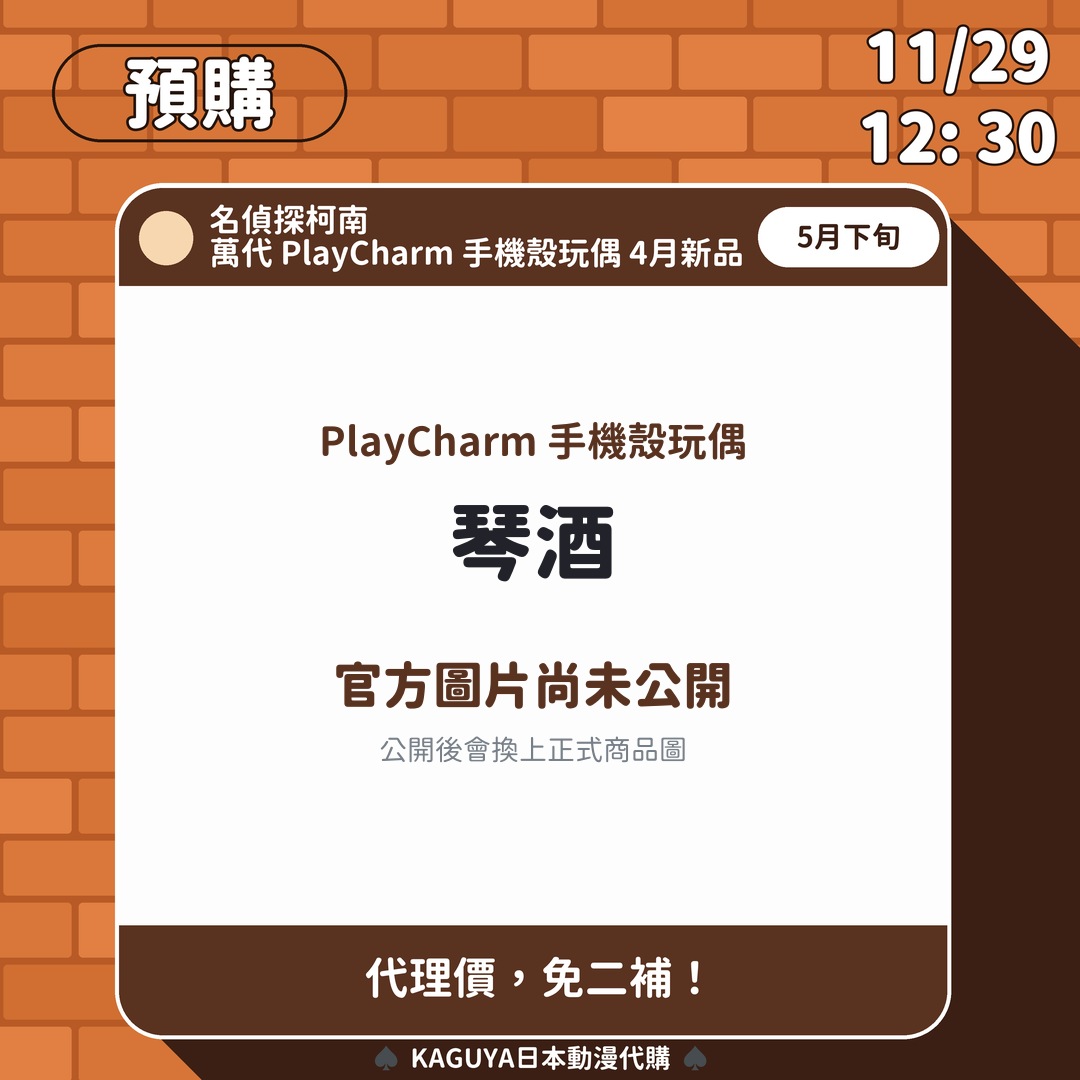 預購
11/29
12: 30
名偵探柯南
萬代 PlayCharm 手機殼玩偶 4月新品
5月下旬
PlayCharm 手機殼玩偶
琴酒
官方圖片尚未公開
公開後會換上正式商品圖
代理價，免二補！
♠ KAGUYA日本動漫代購 ♠